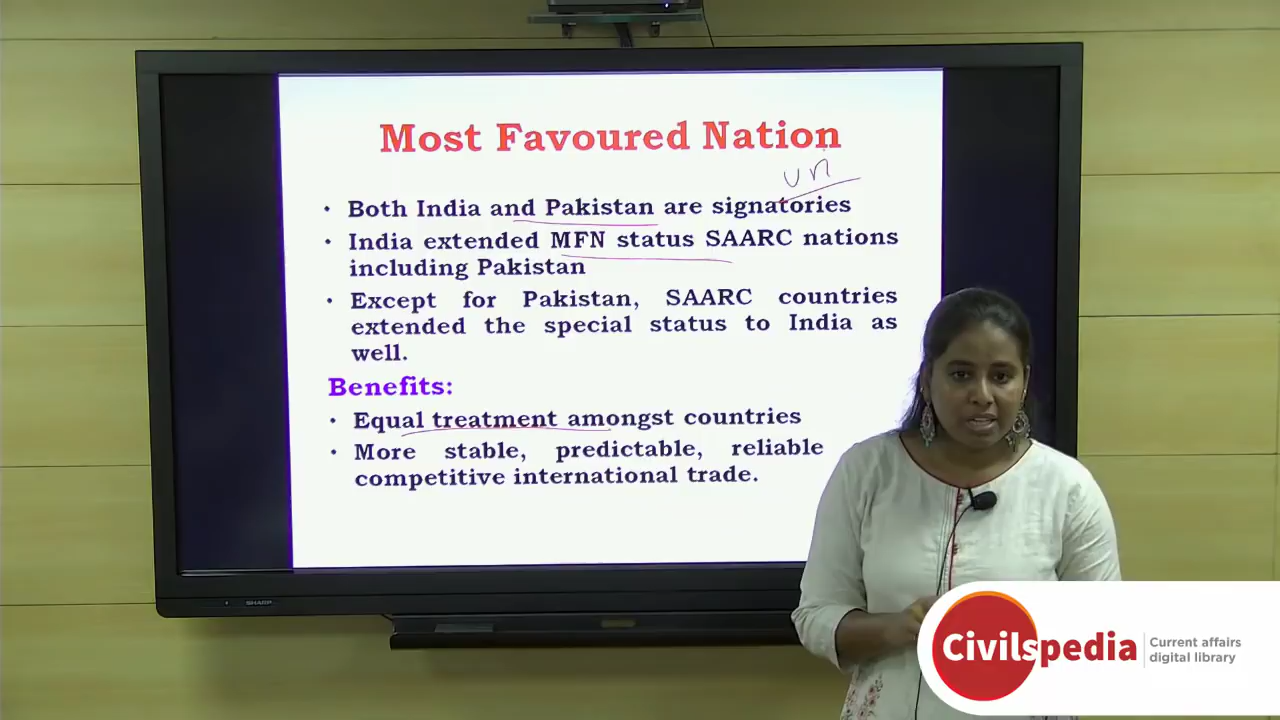 Most Favoured Nation
un
• Both India and Pakistan are signatories
• India extended MFN status SAARC nations
including Pakistan
• Except for Pakistan, SAARC countries
extended the special status to India as
well.
Benefits:
• Equal treatment amongst countries
• More stable, predictable, reliable
competitive international trade.
SHARP
Civilspedia
Current affairs
digital library